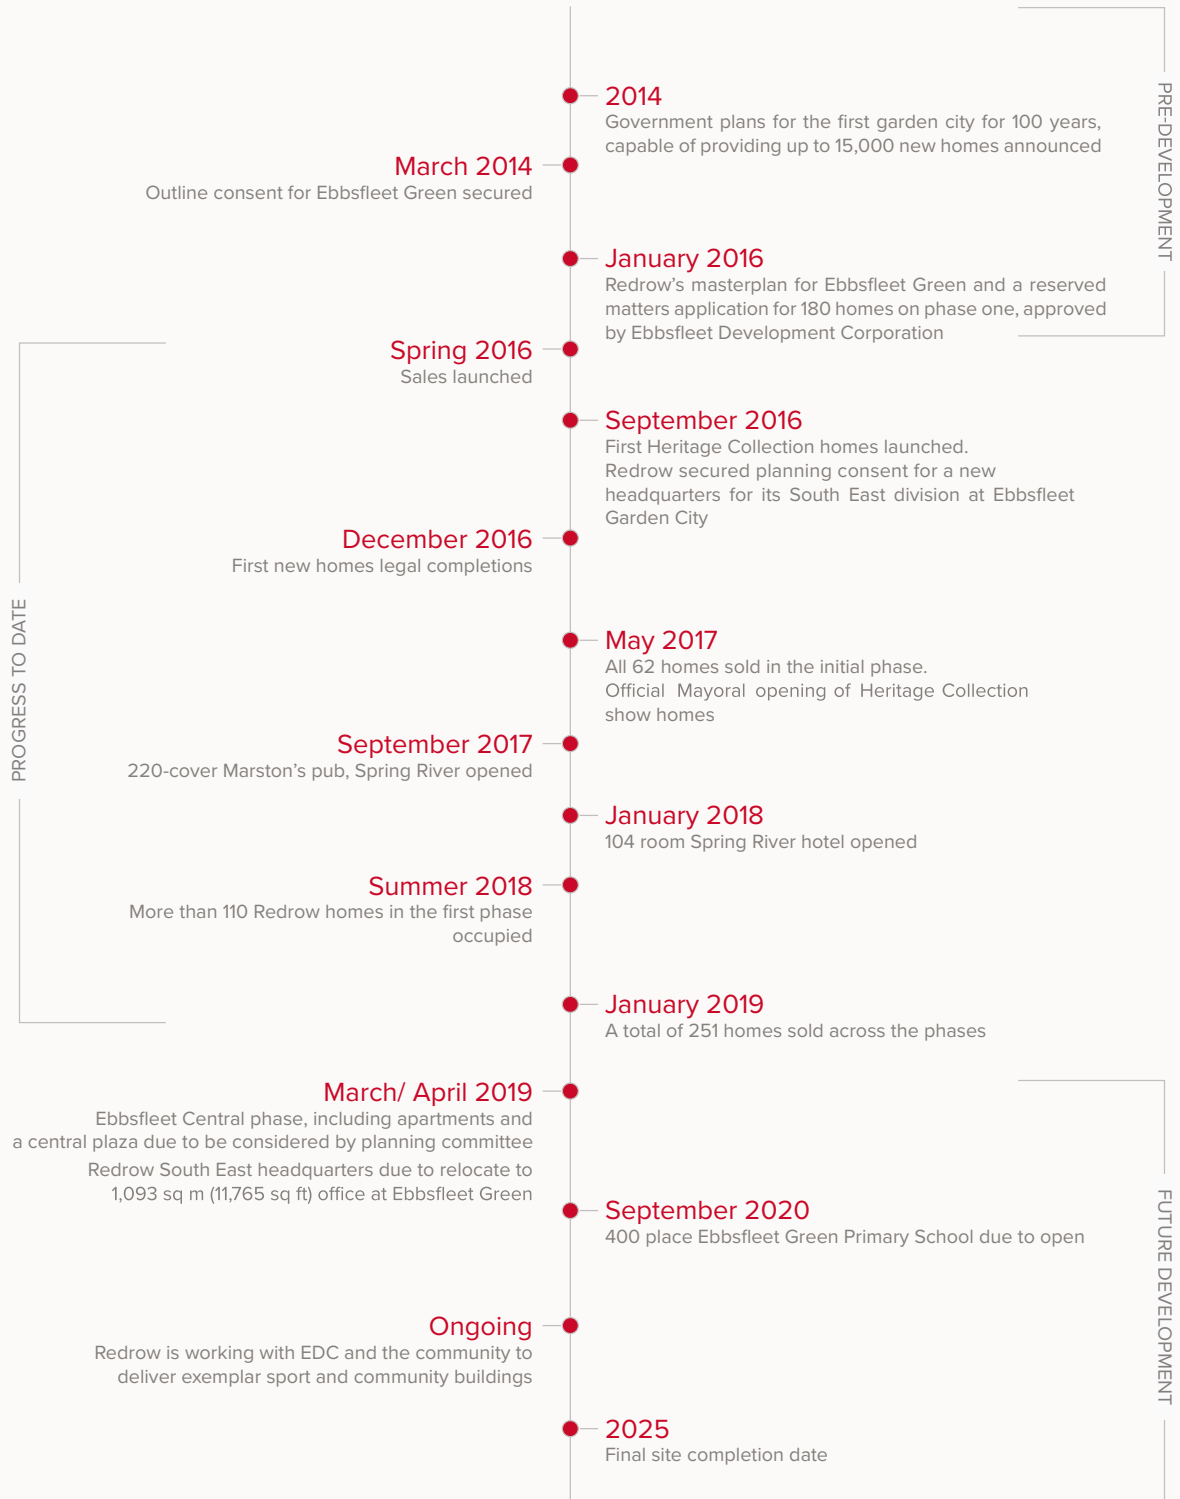 PRE-DEVELOPMENT
2014
Government plans for the first garden city for 100 years,
capable of providing up to 15,000 new homes announced
March 2014
Outline consent for Ebbsfleet Green secured
January 2016
Redrow’s masterplan for Ebbsfleet Green and a reserved
matters application for 180 homes on phase one, approved
by Ebbsfleet Development Corporation
PROGRESS TO DATE
Spring 2016
Sales launched
September 2016
First Heritage Collection homes launched.
Redrow secured planning consent for a new
headquarters for its South East division at Ebbsfleet
Garden City
December 2016
First new homes legal completions
May 2017
All 62 homes sold in the initial phase.
Official Mayoral opening of Heritage Collection
show homes
September 2017
220-cover Marston’s pub, Spring River opened
January 2018
104 room Spring River hotel opened
Summer 2018
More than 110 Redrow homes in the first phase
occupied
January 2019
A total of 251 homes sold across the phases
FUTURE DEVELOPMENT
March/ April 2019
Ebbsfleet Central phase, including apartments and
a central plaza due to be considered by planning committee
Redrow South East headquarters due to relocate to
1,093 sq m (11,765 sq ft) office at Ebbsfleet Green
September 2020
400 place Ebbsfleet Green Primary School due to open
Ongoing
Redrow is working with EDC and the community to
deliver exemplar sport and community buildings
2025
Final site completion date